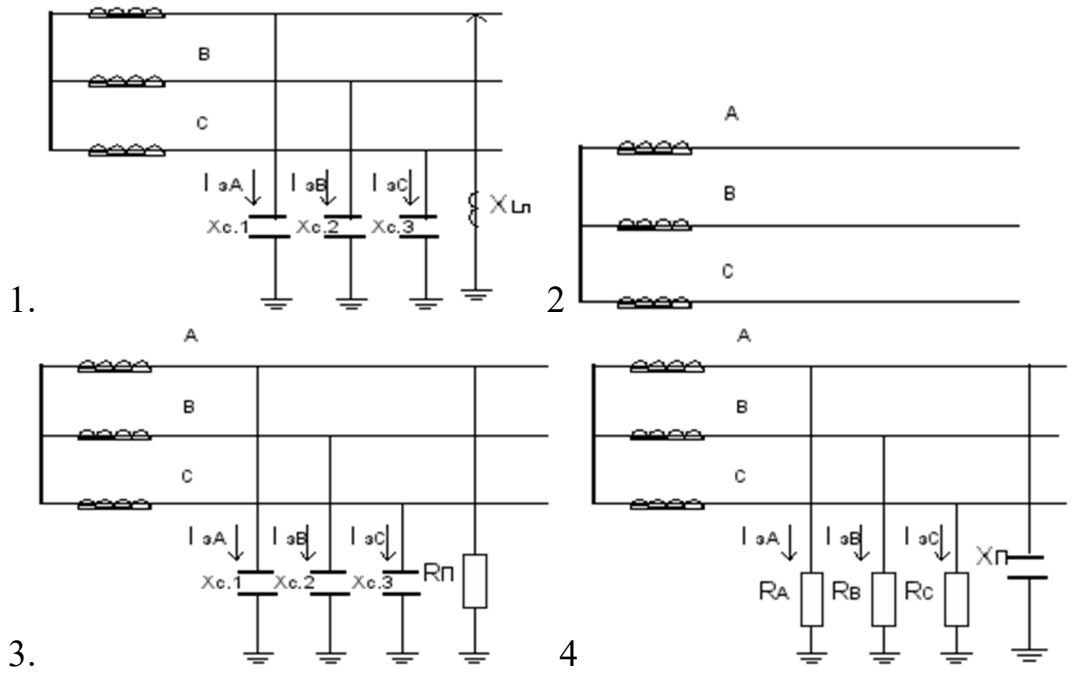 B
C
I эA I эB I эC
Xc.1 Xc.2 Xc.3 X Lп
1.
A
B
C
2
A
B
C
I эA I эB I эC
Xc.1 Xc.2 Xc.3 Rп
3.
A
B
C
I эA I эB I эC
RA RB RC Xп
4